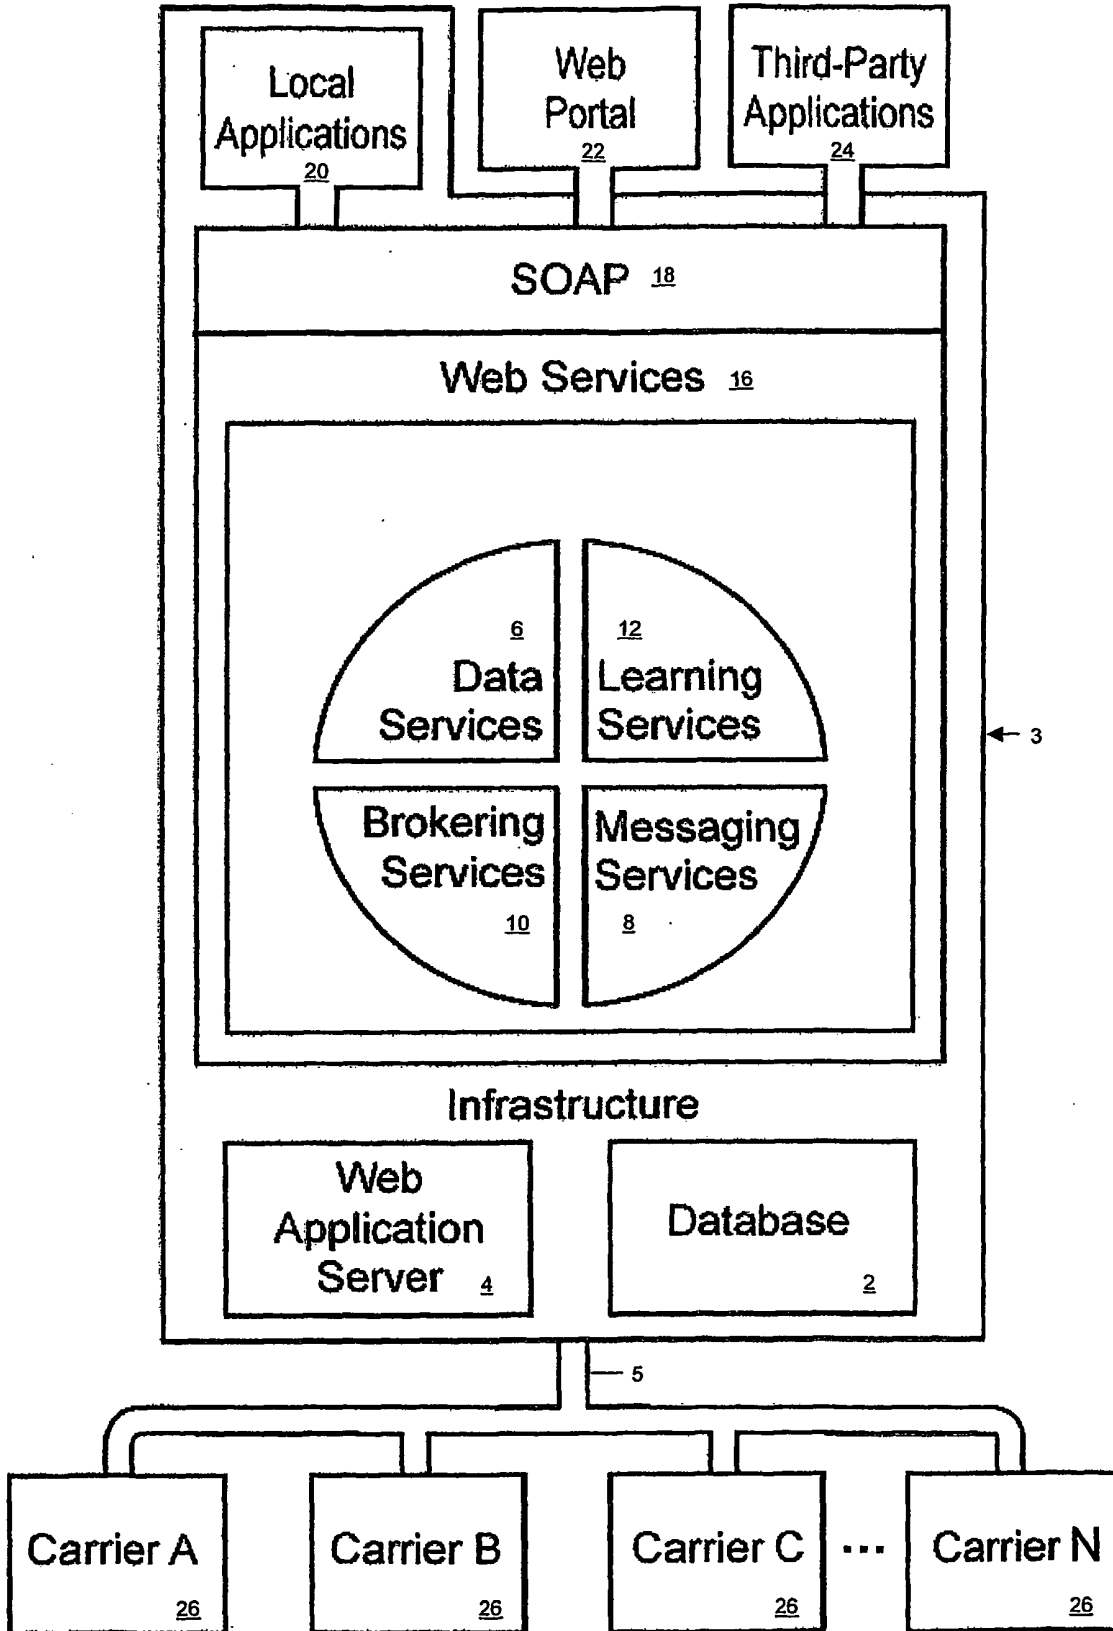 Local
Applications
20
Web
Portal
22
Third-Party
Applications
24
SOAP 18
Web Services 16
6
Data
Services
12
Learning
Services
3
Brokering
Services
10
Messaging
Services
8
Infrastructure
Web
Application
Server 4
Database
2
5
Carrier A
26
Carrier B
26
Carrier C
26
...
Carrier N
26